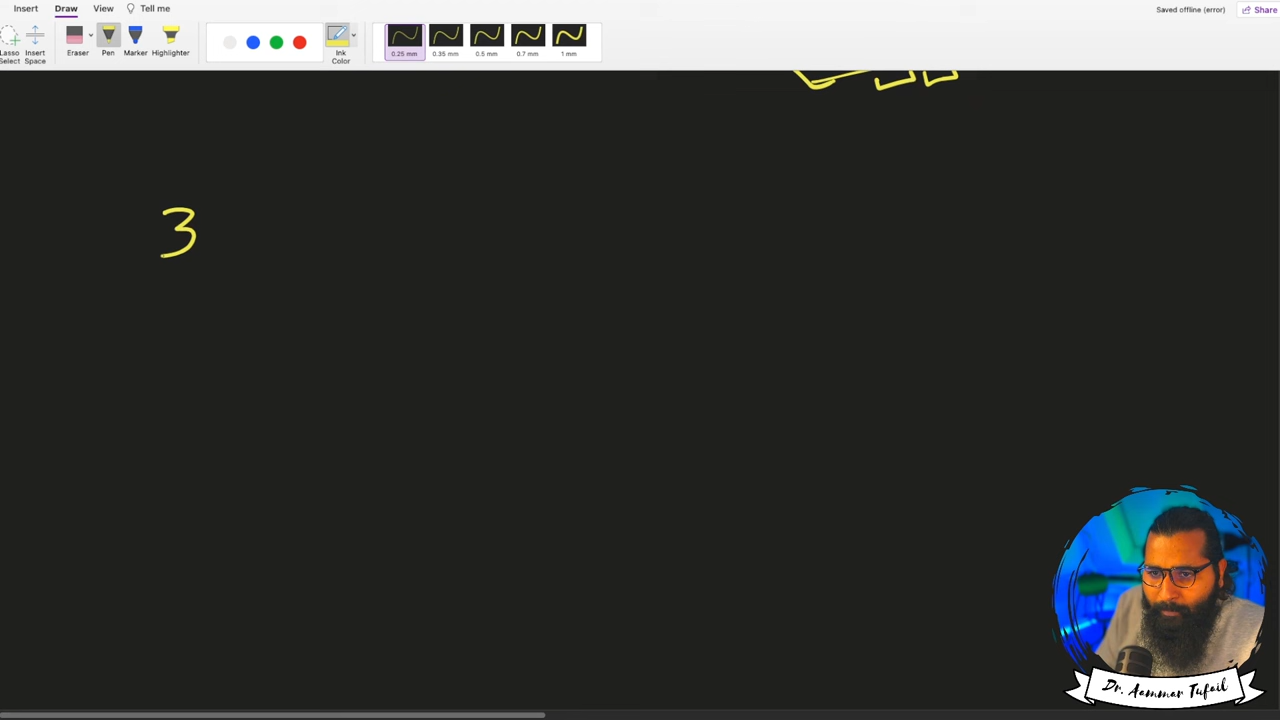 Insert Draw View Tell me Saved offline (error) Share
Lasso Select
Insert Space
Eraser
Pen
Marker
Highlighter
Ink Color
0.25 mm
0.35 mm
0.5 mm
0.7 mm
1 mm
3
Dr. Aammar Tufail